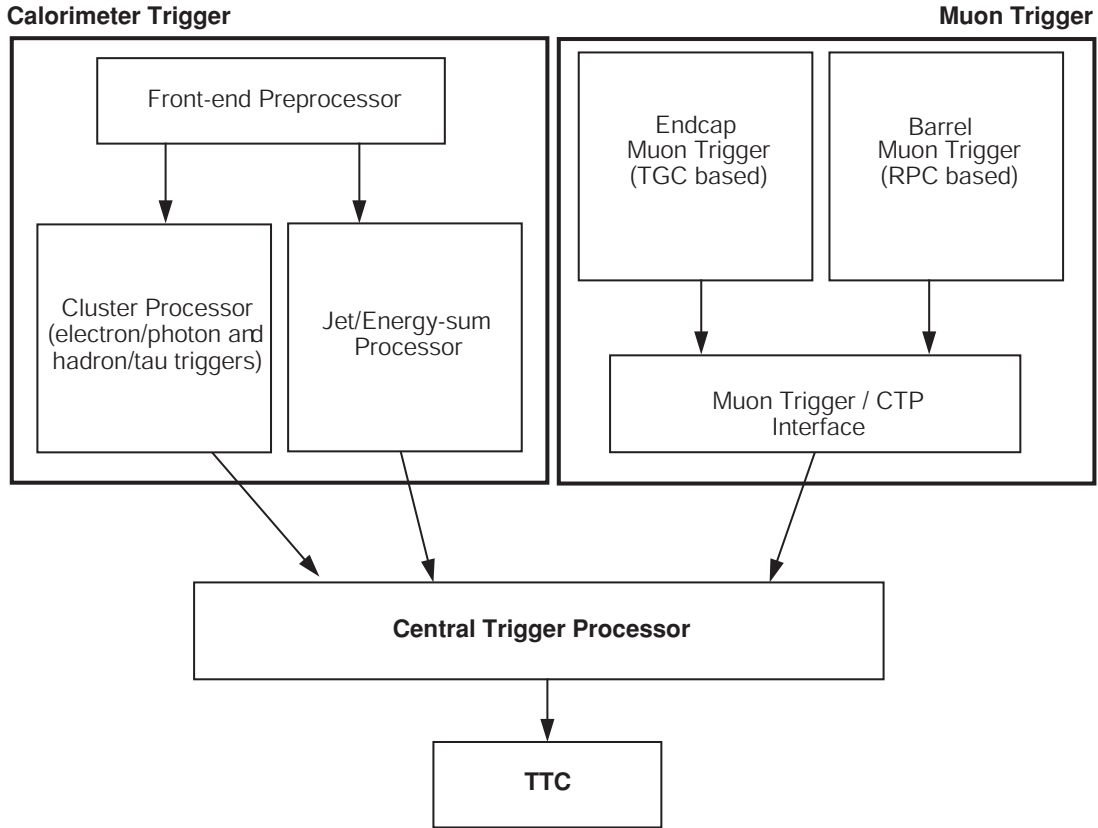 Calorimeter Trigger
Muon Trigger
Front-end Preprocessor
Endcap
Muon Trigger
(TGC based)
Barrel
Muon Trigger
(RPC based)
Cluster Processor
(electron/photon and
hadron/tau triggers)
Jet/Energy-sum
Processor
Muon Trigger / CTP
Interface
Central Trigger Processor
TTC